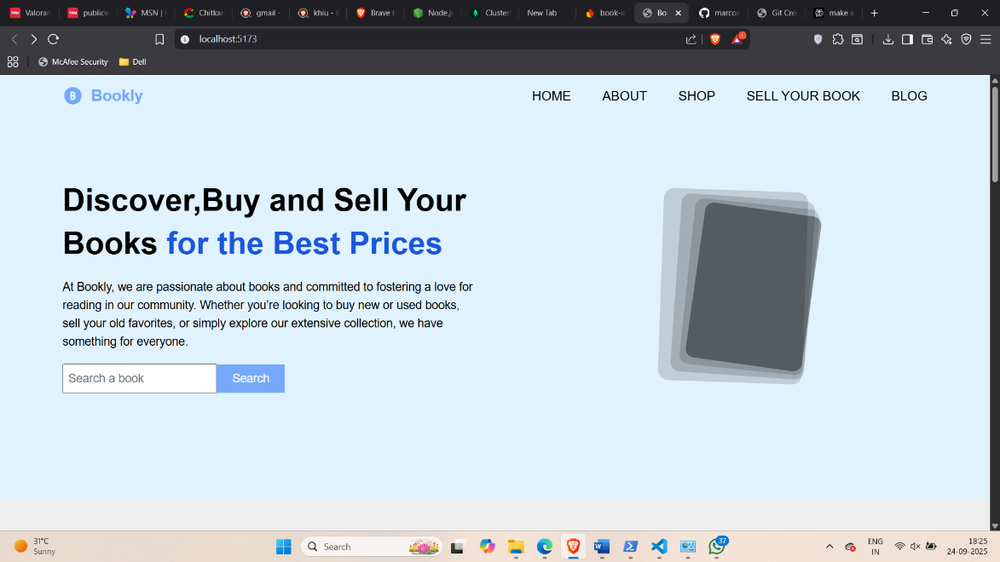 Valoran
publicw
MSN | F
Chitkar
gmail -
khiu - t
Brave
Node.js
Cluster
New Tab
book-in
Bo
marcoa
Git Cre
make a
localhost:5173
1
McAfee Security
Dell
B Bookly
HOME ABOUT SHOP SELL YOUR BOOK BLOG
Discover,Buy and Sell Your
Books for the Best Prices
At Bookly, we are passionate about books and committed to fostering a love for
reading in our community. Whether you’re looking to buy new or used books,
sell your old favorites, or simply explore our extensive collection, we have
something for everyone.
Search a book Search
31°C
Sunny
Search
37
ENG
IN
18:25
24-09-2025